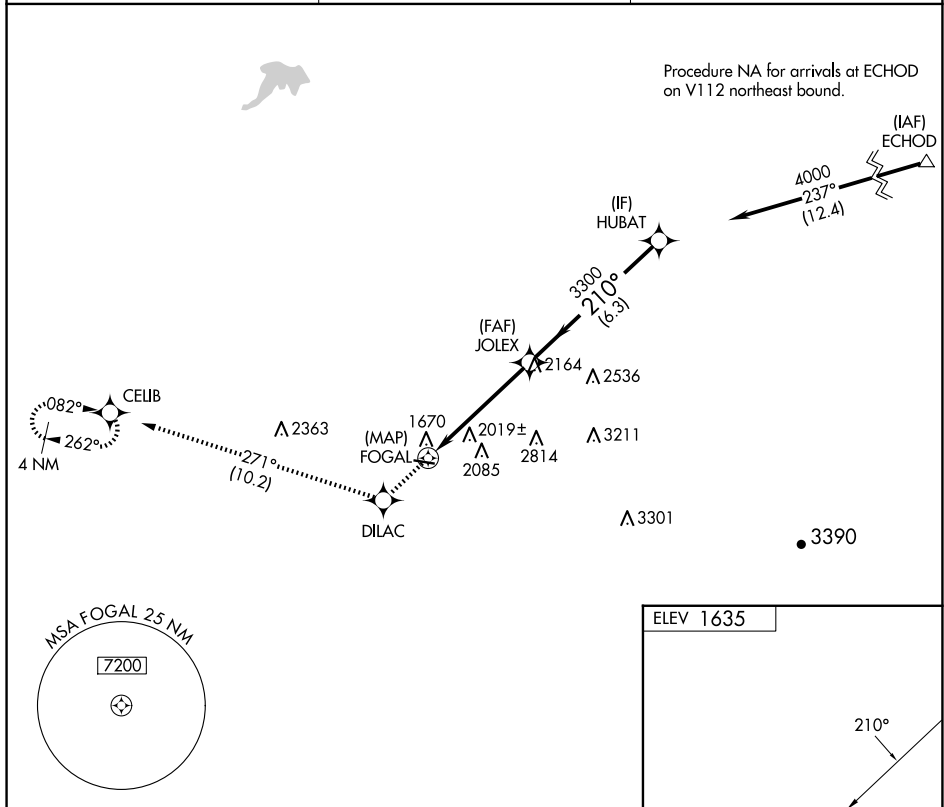 Procedure NA for arrivals at ECHOD
on V112 northeast bound.
(IAF)
ECHOD
4000
237°
(12.4)
(IF)
HUBAT
3300
210°
(6.3)
(FAF)
JOLEX
2164
2536
CELIB
082°
262°
4 NM
2363
1670
(MAP)
FOGAL
2019±
2085
2814
3211
271°
(10.2)
DILAC
3301
3390
MSA FOGAL 25 NM
7200
ELEV 1635
210°